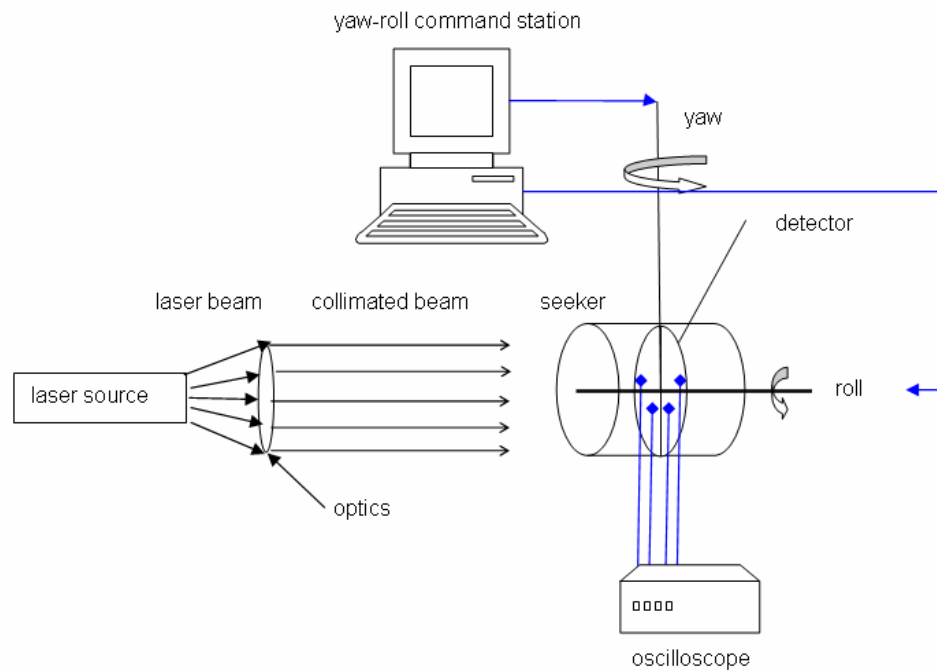 yaw-roll command station
yaw
detector
laser beam
collimated beam
seeker
laser source
roll
optics
oscilloscope